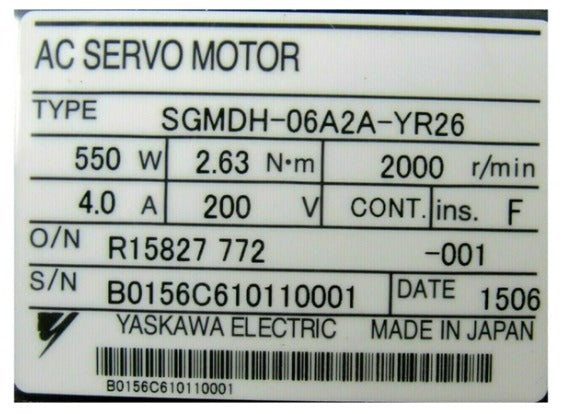 AC SERVO MOTOR
TYPE SGMDH-06A2A-YR26
550 W 2.63 N·m 2000 r/min
4.0 A 200 V CONT. ins. F
O/N R15827 772 -001
S/N B0156C610110001 DATE 1506
YASKAWA ELECTRIC MADE IN JAPAN
B0156C610110001